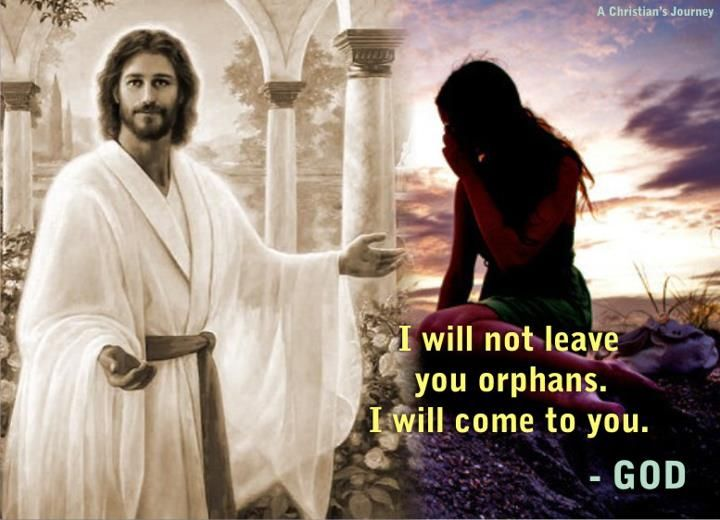 A Christian's Journey
I will not leave
you orphans.
I will come to you.
- GOD